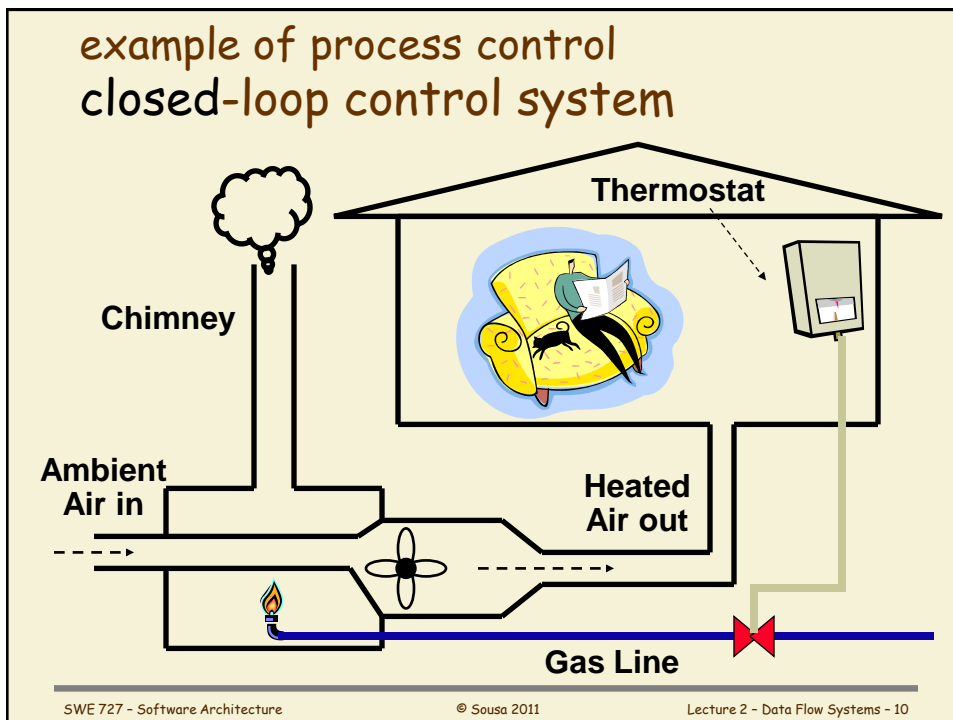 example of process control
closed-loop control system
Thermostat
Chimney
Ambient
Air in
Heated
Air out
Gas Line
SWE 727 – Software Architecture
© Sousa 2011
Lecture 2 – Data Flow Systems – 10